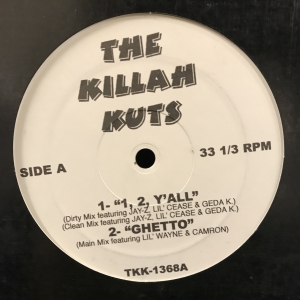 THE
KILLAH
KUTS
SIDE A
33 1/3 RPM
1- "1, 2, Y'ALL"
(Dirty Mix featuring JAY-Z, LIL' CEASE & GEDA K.)
(Clean Mix featuring JAY-Z, LIL' CEASE & GEDA K.)
2- "GHETTO"
(Main Mix featuring LIL' WAYNE & CAMRON)
TKK-1368A